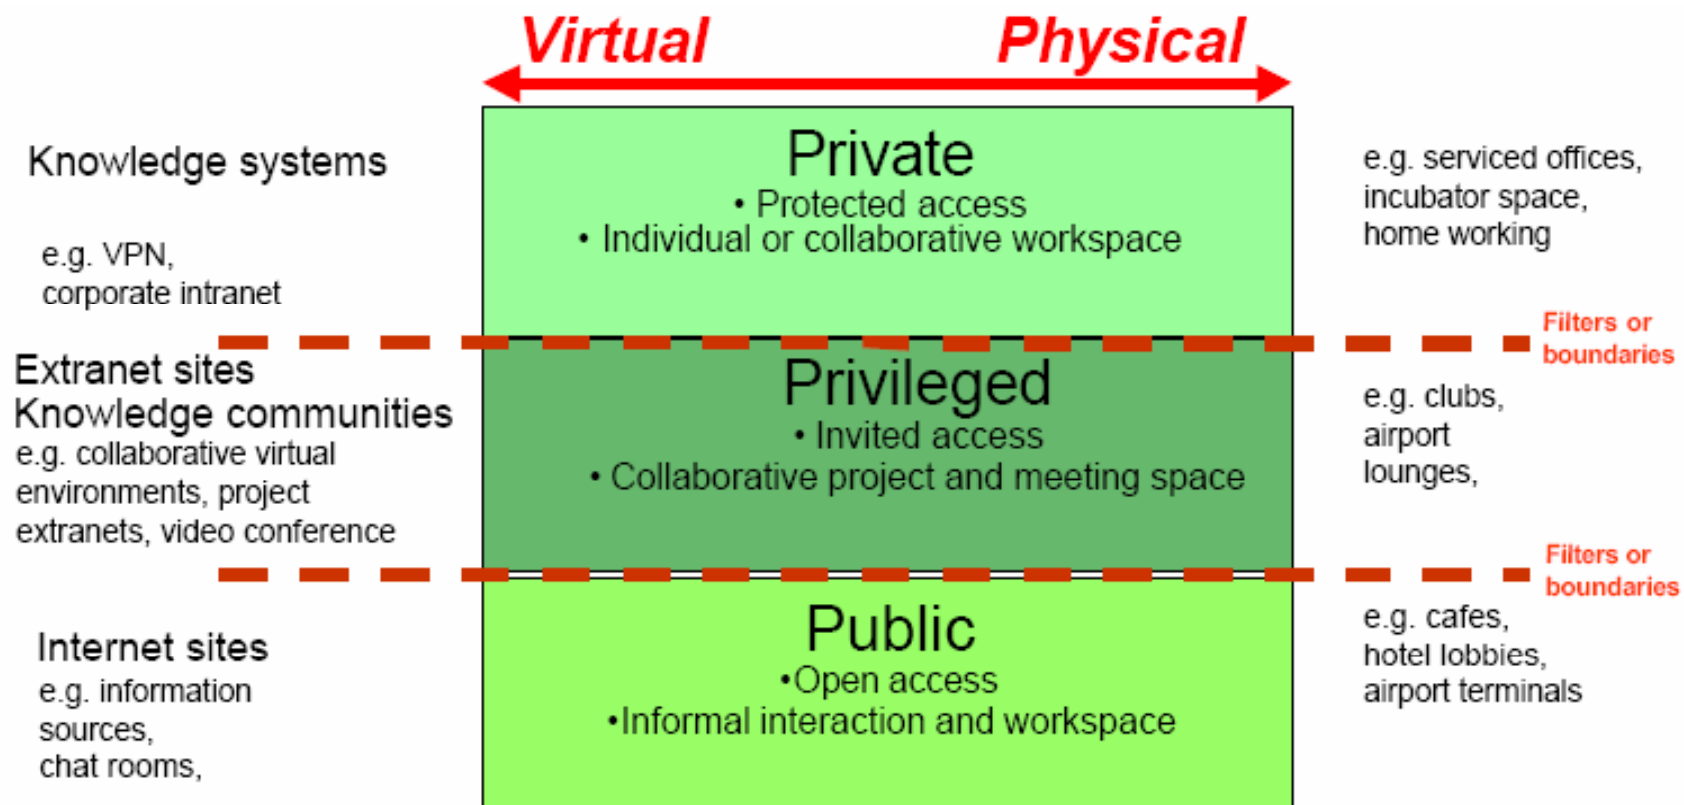 Virtual Physical
Knowledge systems
e.g. VPN,
corporate intranet
Private
• Protected access
• Individual or collaborative workspace
e.g. serviced offices,
incubator space,
home working
Filters or
boundaries
Extranet sites
Knowledge communities
e.g. collaborative virtual
environments, project
extranets, video conference
Privileged
• Invited access
• Collaborative project and meeting space
e.g. clubs,
airport
lounges,
Filters or
boundaries
Internet sites
e.g. information
sources,
chat rooms,
Public
•Open access
•Informal interaction and workspace
e.g. cafes,
hotel lobbies,
airport terminals